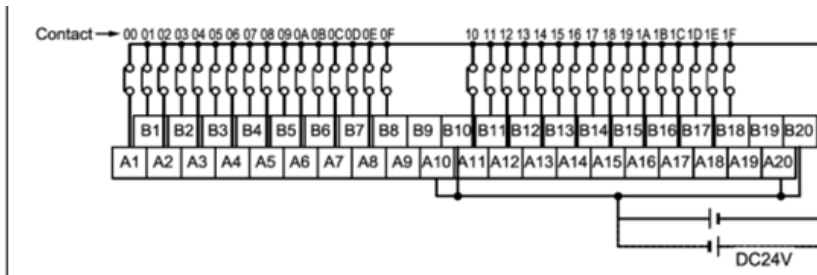 Contact 00 01 02 03 04 05 06 07 08 09 0A 0B 0C 0D 0E 0F 10 11 12 13 14 15 16 17 18 19 1A 1B 1C 1D 1E 1F
B1 B2 B3 B4 B5 B6 B7 B8 B9 B10 B11 B12 B13 B14 B15 B16 B17 B18 B19 B20
A1 A2 A3 A4 A5 A6 A7 A8 A9 A10 A11 A12 A13 A14 A15 A16 A17 A18 A19 A20
DC24V